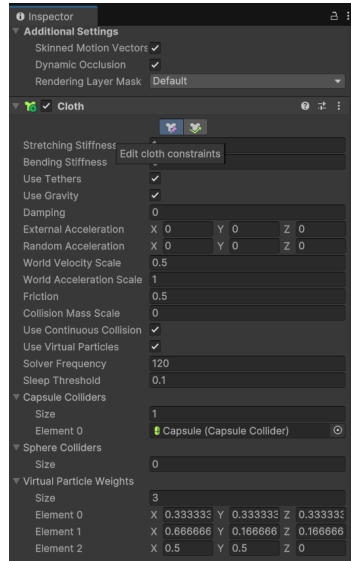 Inspector
Additional Settings
Skinned Motion Vectors
Dynamic Occlusion
Rendering Layer Mask Default
Cloth
Stretching Stiffness
Edit cloth constraints
Bending Stiffness
Use Tethers
Use Gravity
Damping 0
External Acceleration X 0 Y 0 Z 0
Random Acceleration X 0 Y 0 Z 0
World Velocity Scale 0.5
World Acceleration Scale 1
Friction 0.5
Collision Mass Scale 0
Use Continuous Collision
Use Virtual Particles
Solver Frequency 120
Sleep Threshold 0.1
Capsule Colliders
Size 1
Element 0 Capsule (Capsule Collider)
Sphere Colliders
Size 0
Virtual Particle Weights
Size 3
Element 0 X 0.333333 Y 0.333333 Z 0.333333
Element 1 X 0.666666 Y 0.166666 Z 0.166666
Element 2 X 0.5 Y 0.5 Z 0